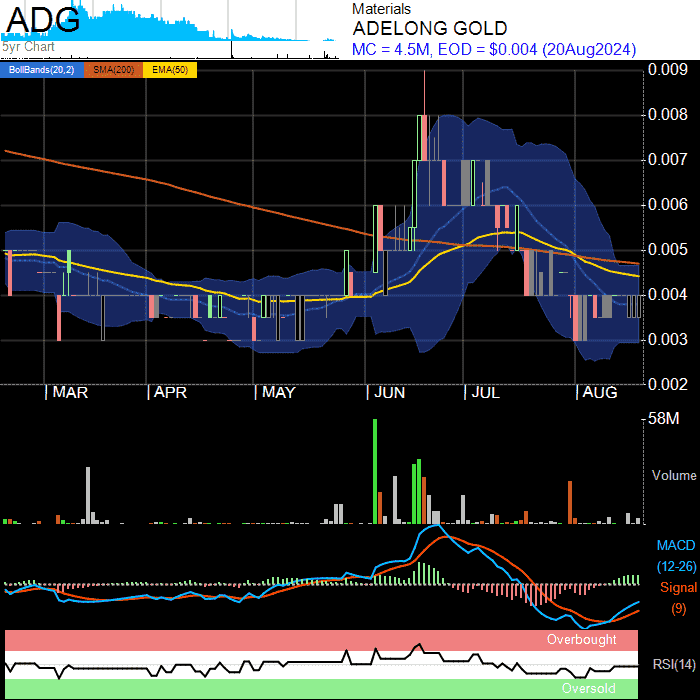 ADG
5yr Chart
Materials
ADELONG GOLD
MC = 4.5M, EOD = $0.004 (20Aug2024)
BollBands(20,2) SMA(200) EMA(50)
0.009
0.008
0.007
0.006
0.005
0.004
0.003
0.002
| MAR | APR | MAY | JUN | JUL | AUG
58M
Volume
MACD
(12-26)
Signal
(9)
Overbought
RSI(14)
Oversold